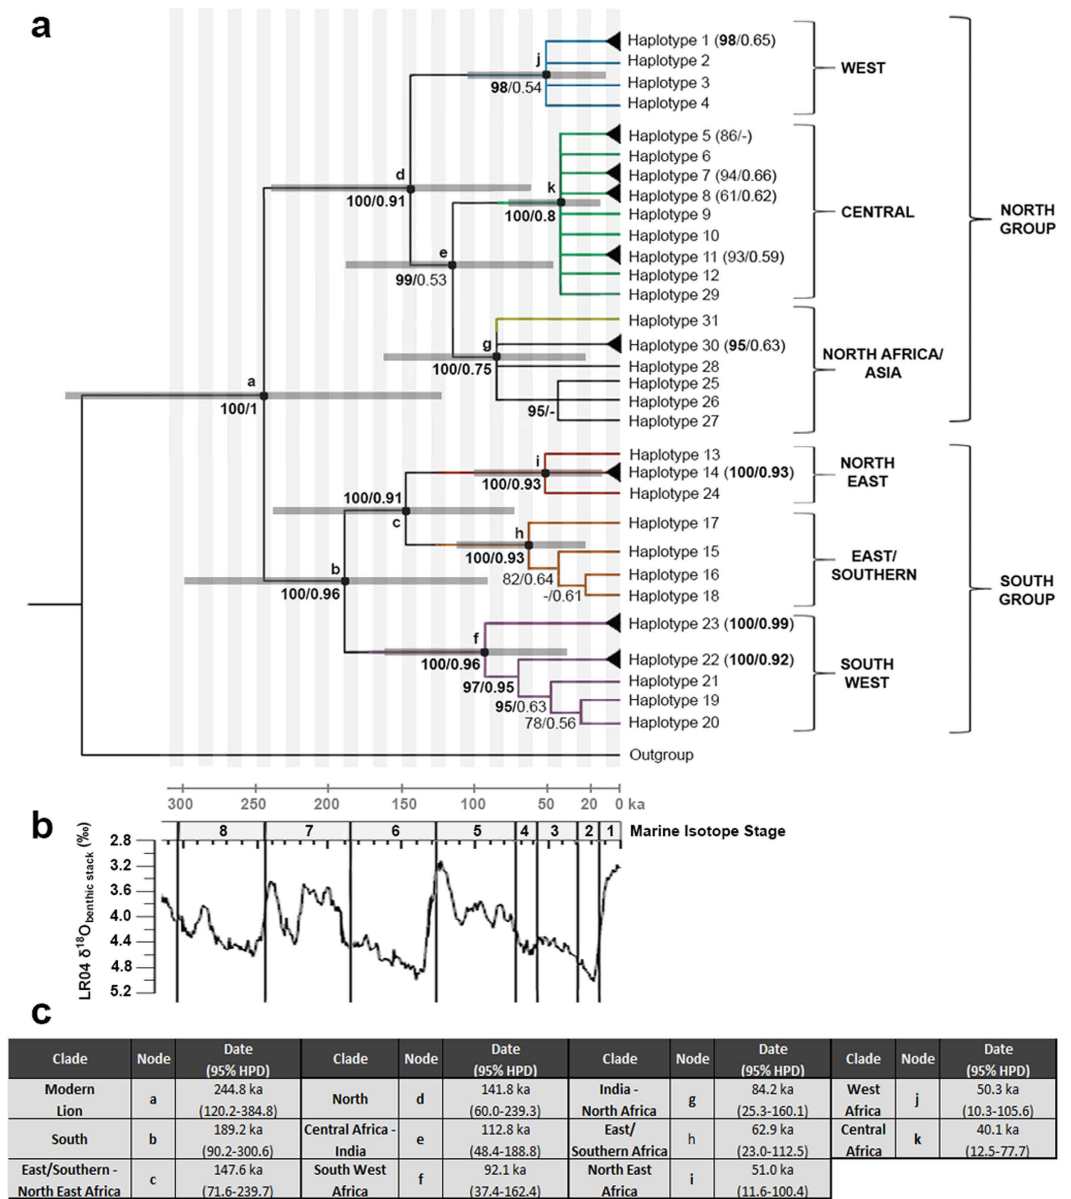 a
Haplotype 1 (98/0.65)
Haplotype 2
Haplotype 3
Haplotype 4
j
98/0.54
WEST
Haplotype 5 (86/-)
Haplotype 6
Haplotype 7 (94/0.66)
Haplotype 8 (61/0.62)
Haplotype 9
Haplotype 10
Haplotype 11 (93/0.59)
Haplotype 12
Haplotype 29
d
100/0.91
k
100/0.8
CENTRAL
NORTH
GROUP
e
99/0.53
Haplotype 31
Haplotype 30 (95/0.63)
Haplotype 28
Haplotype 25
Haplotype 26
Haplotype 27
g
100/0.75
95/-
NORTH AFRICA/
ASIA
a
100/1
Haplotype 13
Haplotype 14 (100/0.93)
Haplotype 24
i
100/0.93
NORTH
EAST
100/0.91
c
Haplotype 17
Haplotype 15
Haplotype 16
Haplotype 18
h
100/0.93
82/0.64
-/0.61
EAST/
SOUTHERN
b
100/0.96
SOUTH
GROUP
Haplotype 23 (100/0.99)
Haplotype 22 (100/0.92)
Haplotype 21
Haplotype 19
Haplotype 20
f
100/0.96
97/0.95
95/0.63
78/0.56
SOUTH
WEST
Outgroup
300 250 200 150 100 50 20 0 ka
b
8 7 6 5 4 3 2 1 Marine Isotope Stage
LR04 δ18Obenthic stack (‰)
2.8
3.2
3.6
4.0
4.4
4.8
5.2
c
Clade Node Date (95% HPD) Clade Node Date (95% HPD) Clade Node Date (95% HPD) Clade Node Date (95% HPD)
Modern Lion a 244.8 ka (120.2-384.8) North d 141.8 ka (60.0-239.3) India - North Africa g 84.2 ka (25.3-160.1) West Africa j 50.3 ka (10.3-105.6)
South b 189.2 ka (90.2-300.6) Central Africa - India e 112.8 ka (48.4-188.8) East/ Southern Africa h 62.9 ka (23.0-112.5) Central Africa k 40.1 ka (12.5-77.7)
East/Southern - North East Africa c 147.6 ka (71.6-239.7) South West Africa f 92.1 ka (37.4-162.4) North East Africa i 51.0 ka (11.6-100.4)